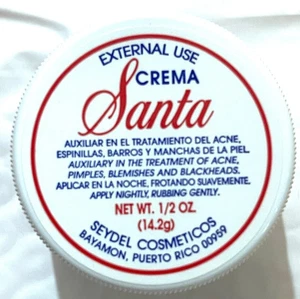 EXTERNAL USE
CREMA
Santa
AUXILIAR EN EL TRATAMIENTO DEL ACNE,
ESPINILLAS, BARROS Y MANCHAS DE LA PIEL.
AUXILIARY IN THE TREATMENT OF ACNE,
PIMPLES, BLEMISHES AND BLACKHEADS.
APLICAR EN LA NOCHE, FROTANDO SUAVEMENTE.
APPLY NIGHTLY, RUBBING GENTLY.
NET WT. 1/2 OZ.
(14.2g)
SEYDEL COSMETICOS
BAYAMON, PUERTO RICO 00959